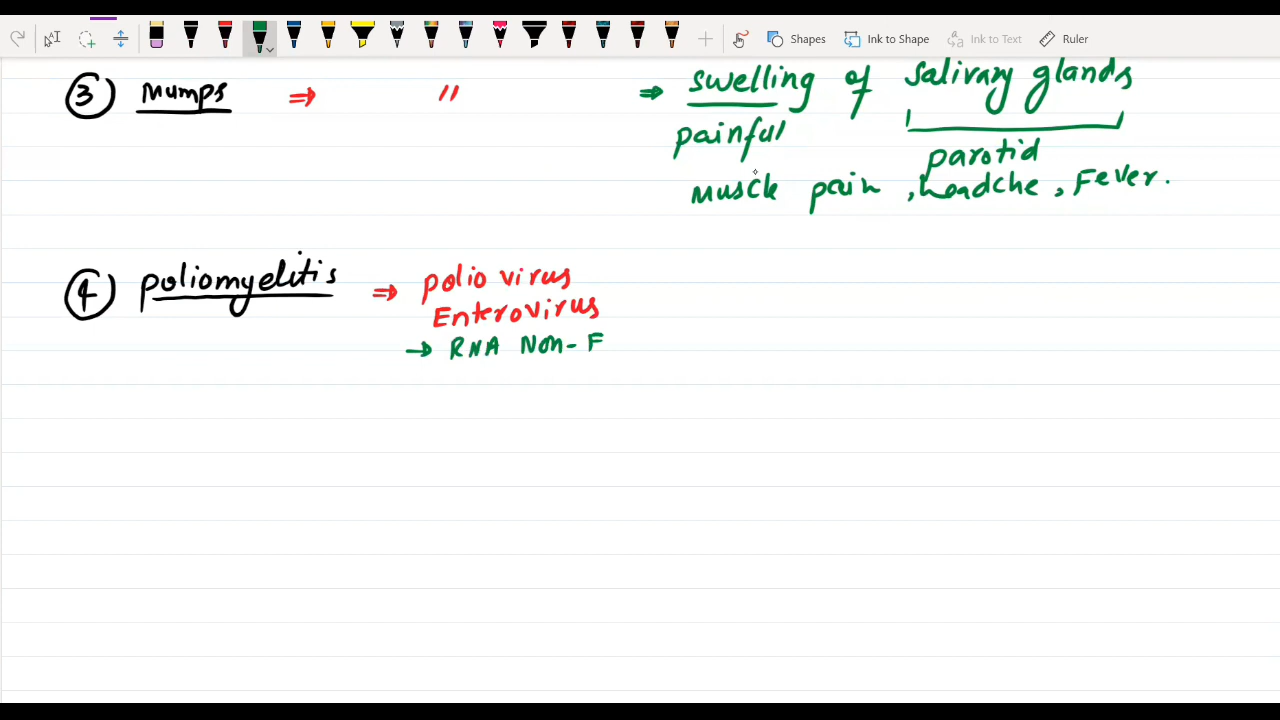 Shapes Ink to Shape Ink to Text Ruler
3 Mumps ⇒ 〃 ⇒ swelling of salivary glands
painful
parotid
muscle pain , headche , Fever.
4 poliomyelitis ⇒ polio virus
Enterovirus
→ RNA Non-F